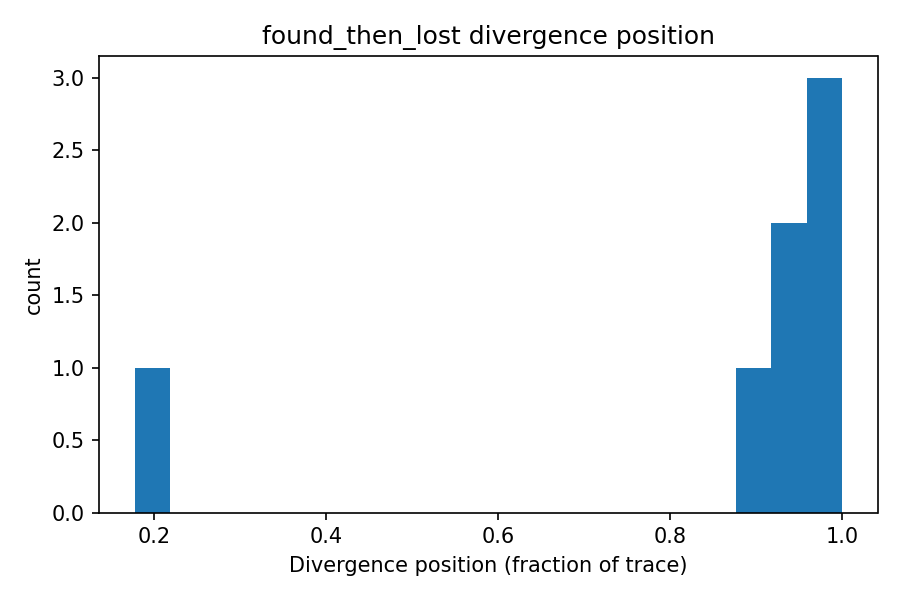 found_then_lost divergence position
3.0
2.5
2.0
1.5
1.0
0.5
0.0
count
0.2 0.4 0.6 0.8 1.0
Divergence position (fraction of trace)